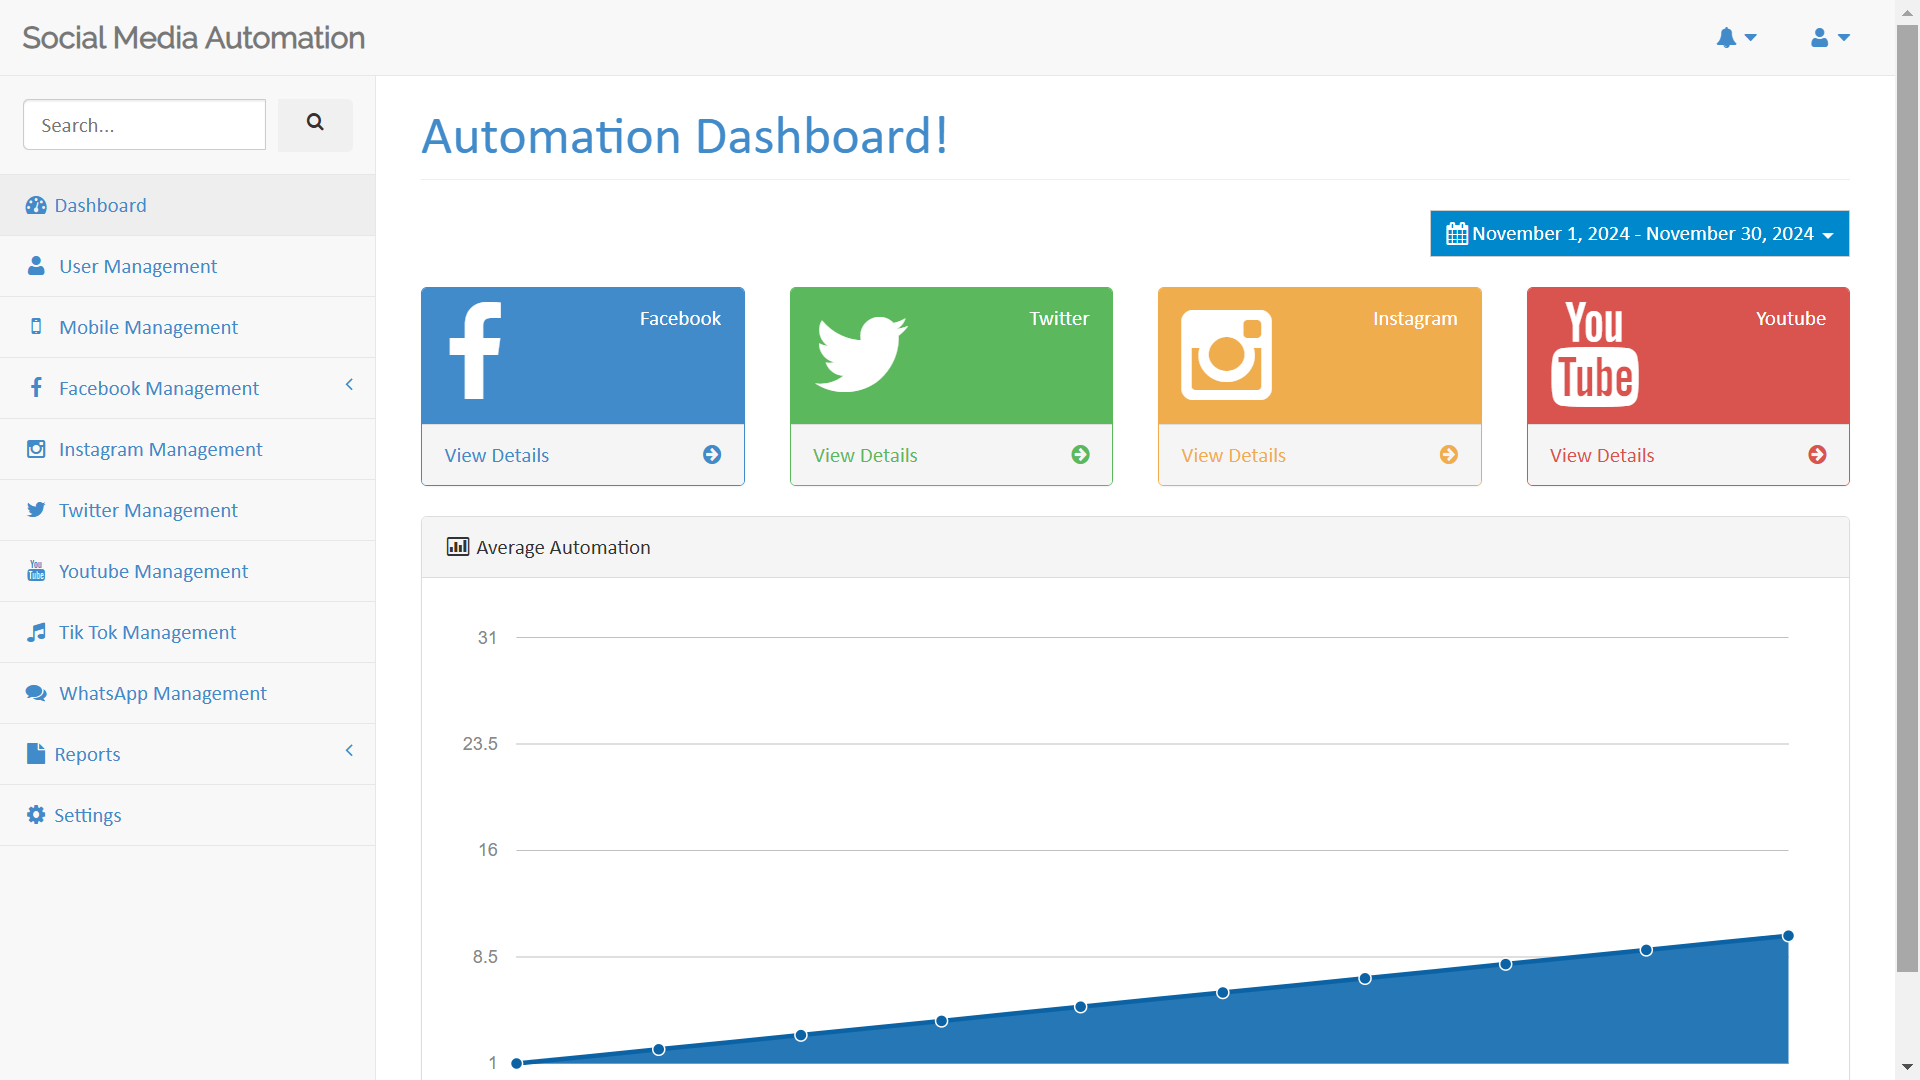 Social Media Automation
Search...
Dashboard
User Management
Mobile Management
Facebook Management
Instagram Management
Twitter Management
You
Tube
Youtube Management
Tik Tok Management
WhatsApp Management
Reports
Settings
Automation Dashboard!
November 1, 2024 - November 30, 2024
Facebook
View Details
Twitter
View Details
Instagram
View Details
You
Tube
Youtube
View Details
Average Automation
31
23.5
16
8.5
1